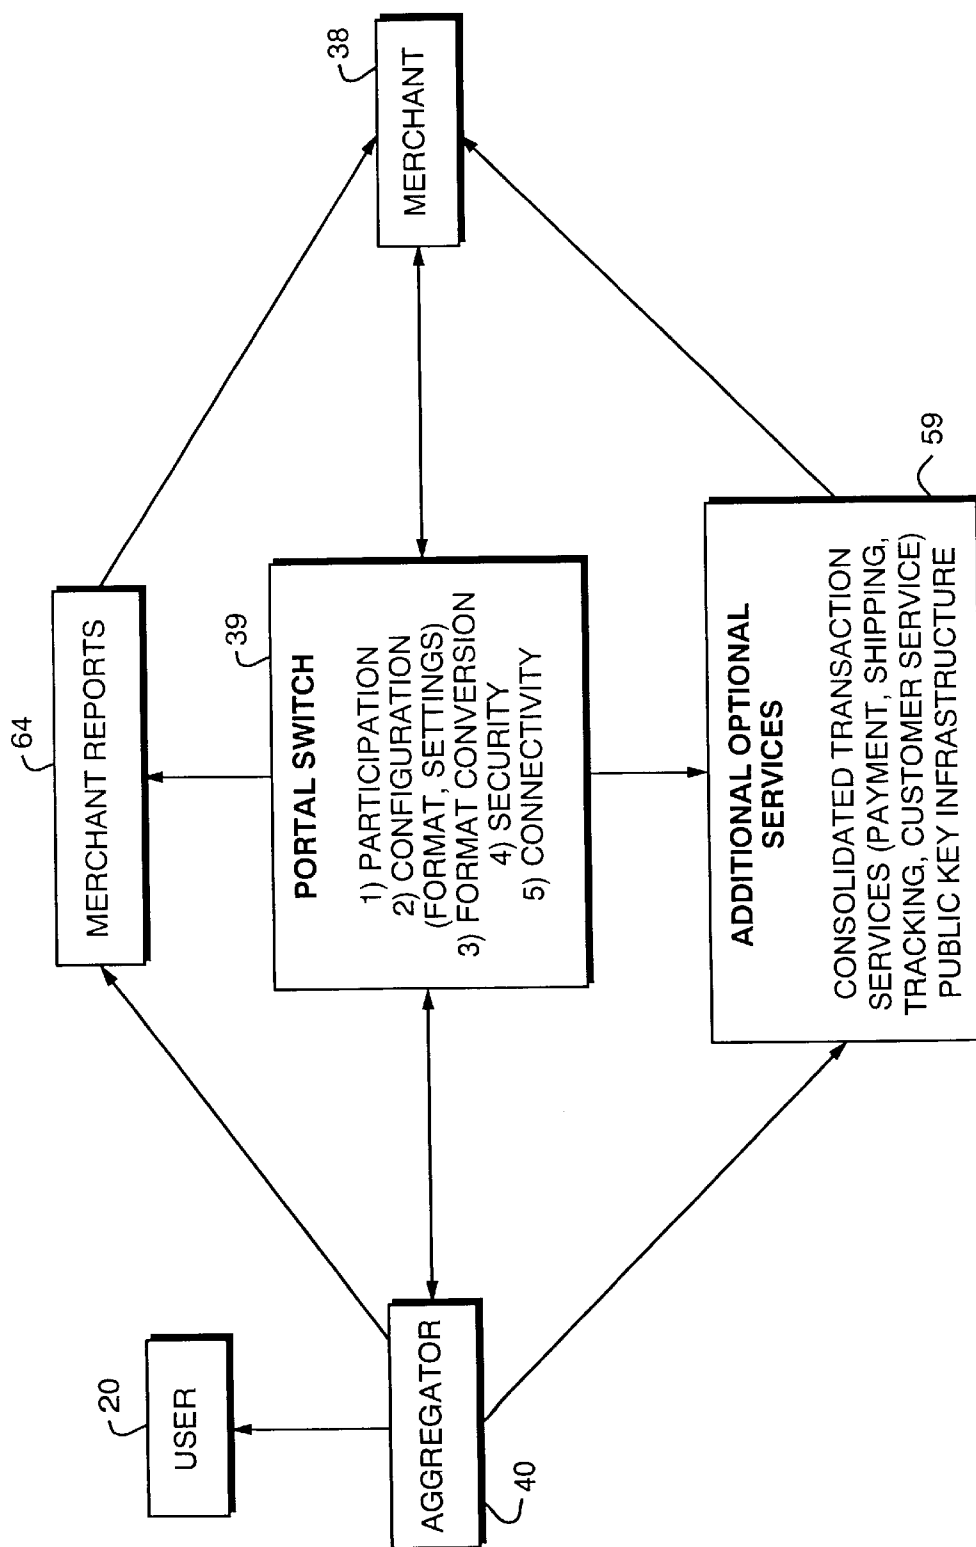 64
MERCHANT REPORTS
20
USER
39
PORTAL SWITCH
1) PARTICIPATION
2) CONFIGURATION
(FORMAT, SETTINGS)
3) FORMAT CONVERSION
4) SECURITY
5) CONNECTIVITY
38
MERCHANT
AGGREGATOR
40
59
ADDITIONAL OPTIONAL
SERVICES
CONSOLIDATED TRANSACTION
SERVICES (PAYMENT, SHIPPING,
TRACKING, CUSTOMER SERVICE)
PUBLIC KEY INFRASTRUCTURE